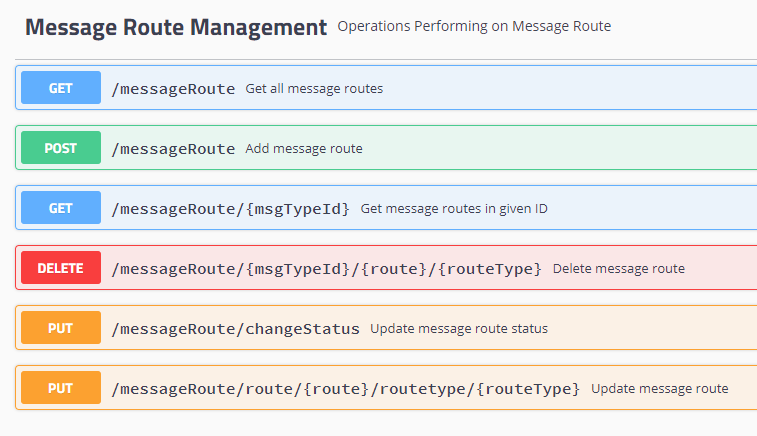 Message Route Management Operations Performing on Message Route
GET /messageRoute Get all message routes
POST /messageRoute Add message route
GET /messageRoute/{msgTypeId} Get message routes in given ID
DELETE /messageRoute/{msgTypeId}/{route}/{routeType} Delete message route
PUT /messageRoute/changeStatus Update message route status
PUT /messageRoute/route/{route}/routetype/{routeType} Update message route